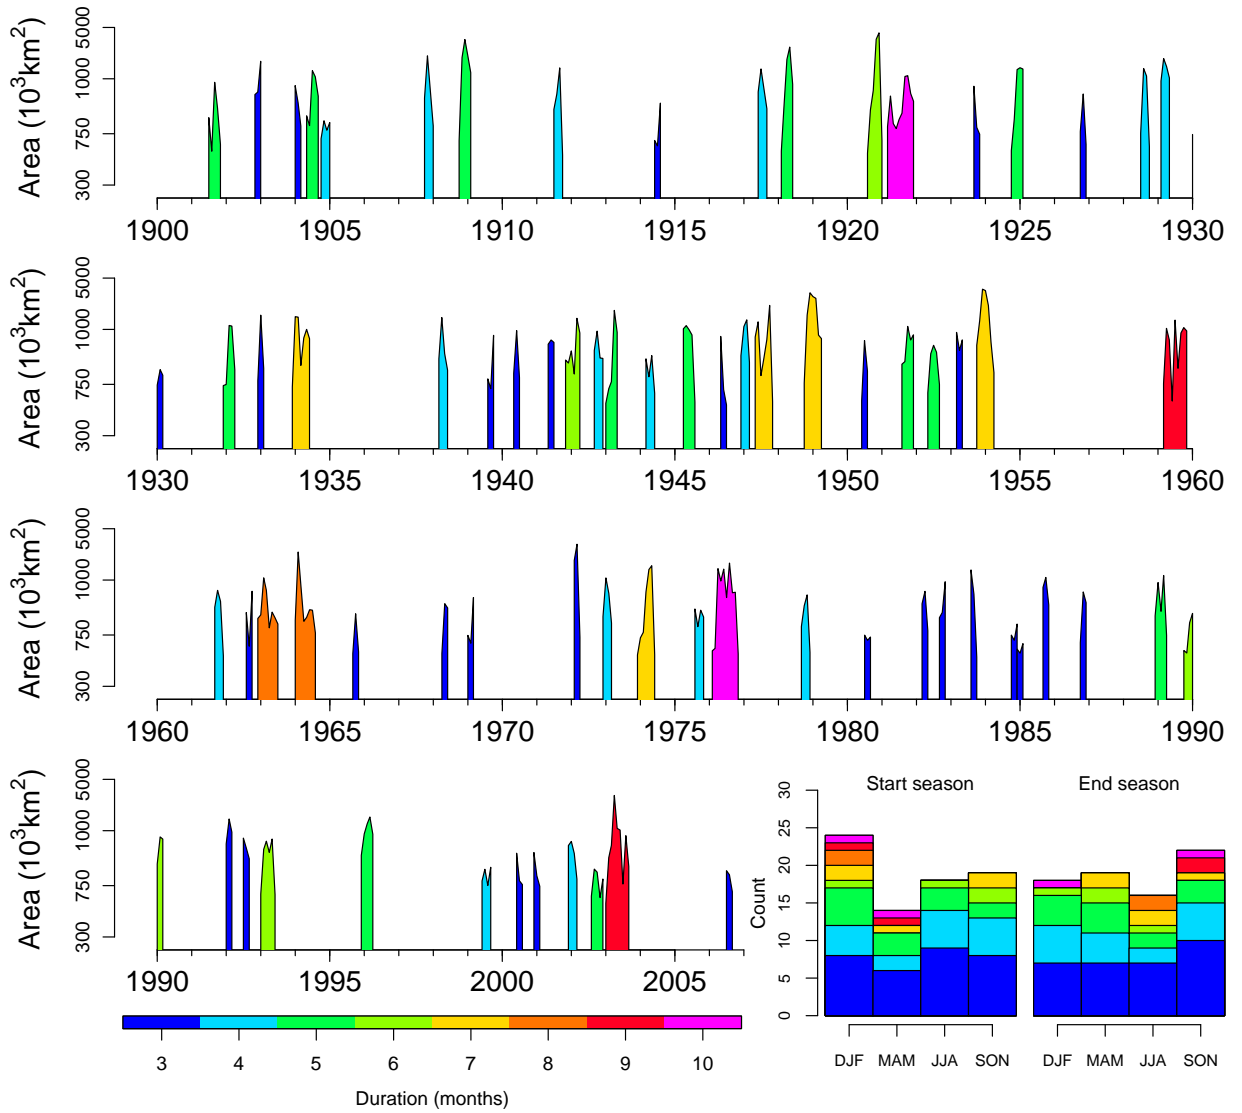 Area (10³km²)
5000
1000
750
300
1900 1905 1910 1915 1920 1925 1930
Area (10³km²)
5000
1000
750
300
1930 1935 1940 1945 1950 1955 1960
Area (10³km²)
5000
1000
750
300
1960 1965 1970 1975 1980 1985 1990
Area (10³km²)
5000
1000
750
300
1990 1995 2000 2005
3 4 5 6 7 8 9 10
Duration (months)
Start season End season
Count
30
25
20
15
10
5
0
DJF MAM JJA SON DJF MAM JJA SON